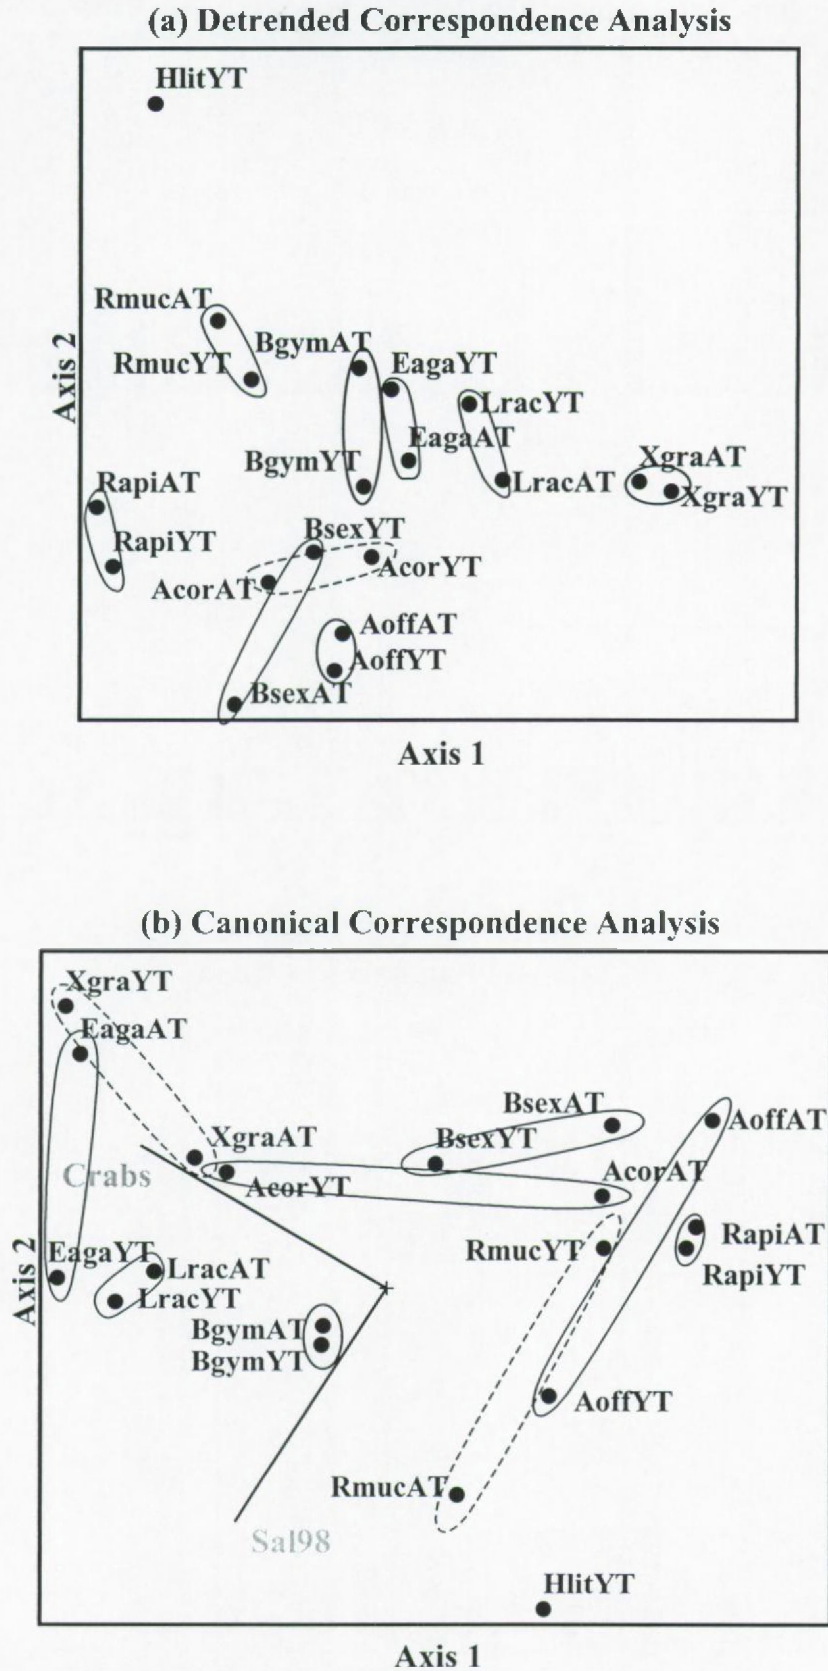 (a) Detrended Correspondence Analysis
HlitYT
RmucAT
RmucYT
BgymAT
EagaYT
LracYT
EagaAT
BgymYT
LracAT
XgraAT
XgraYT
RapiAT
RapiYT
BsexYT
AcorYT
AcorAT
AoffAT
AoffYT
BsexAT
Axis 2
Axis 1
(b) Canonical Correspondence Analysis
XgraYT
EagaAT
BsexAT
AoffAT
XgraAT
BsexYT
Crabs
AcorYT
AcorAT
RapiAT
RmucYT
EagaYT
LracAT
RapiYT
LracYT
BgymAT
BgymYT
AoffYT
RmucAT
Sal98
HlitYT
Axis 2
Axis 1